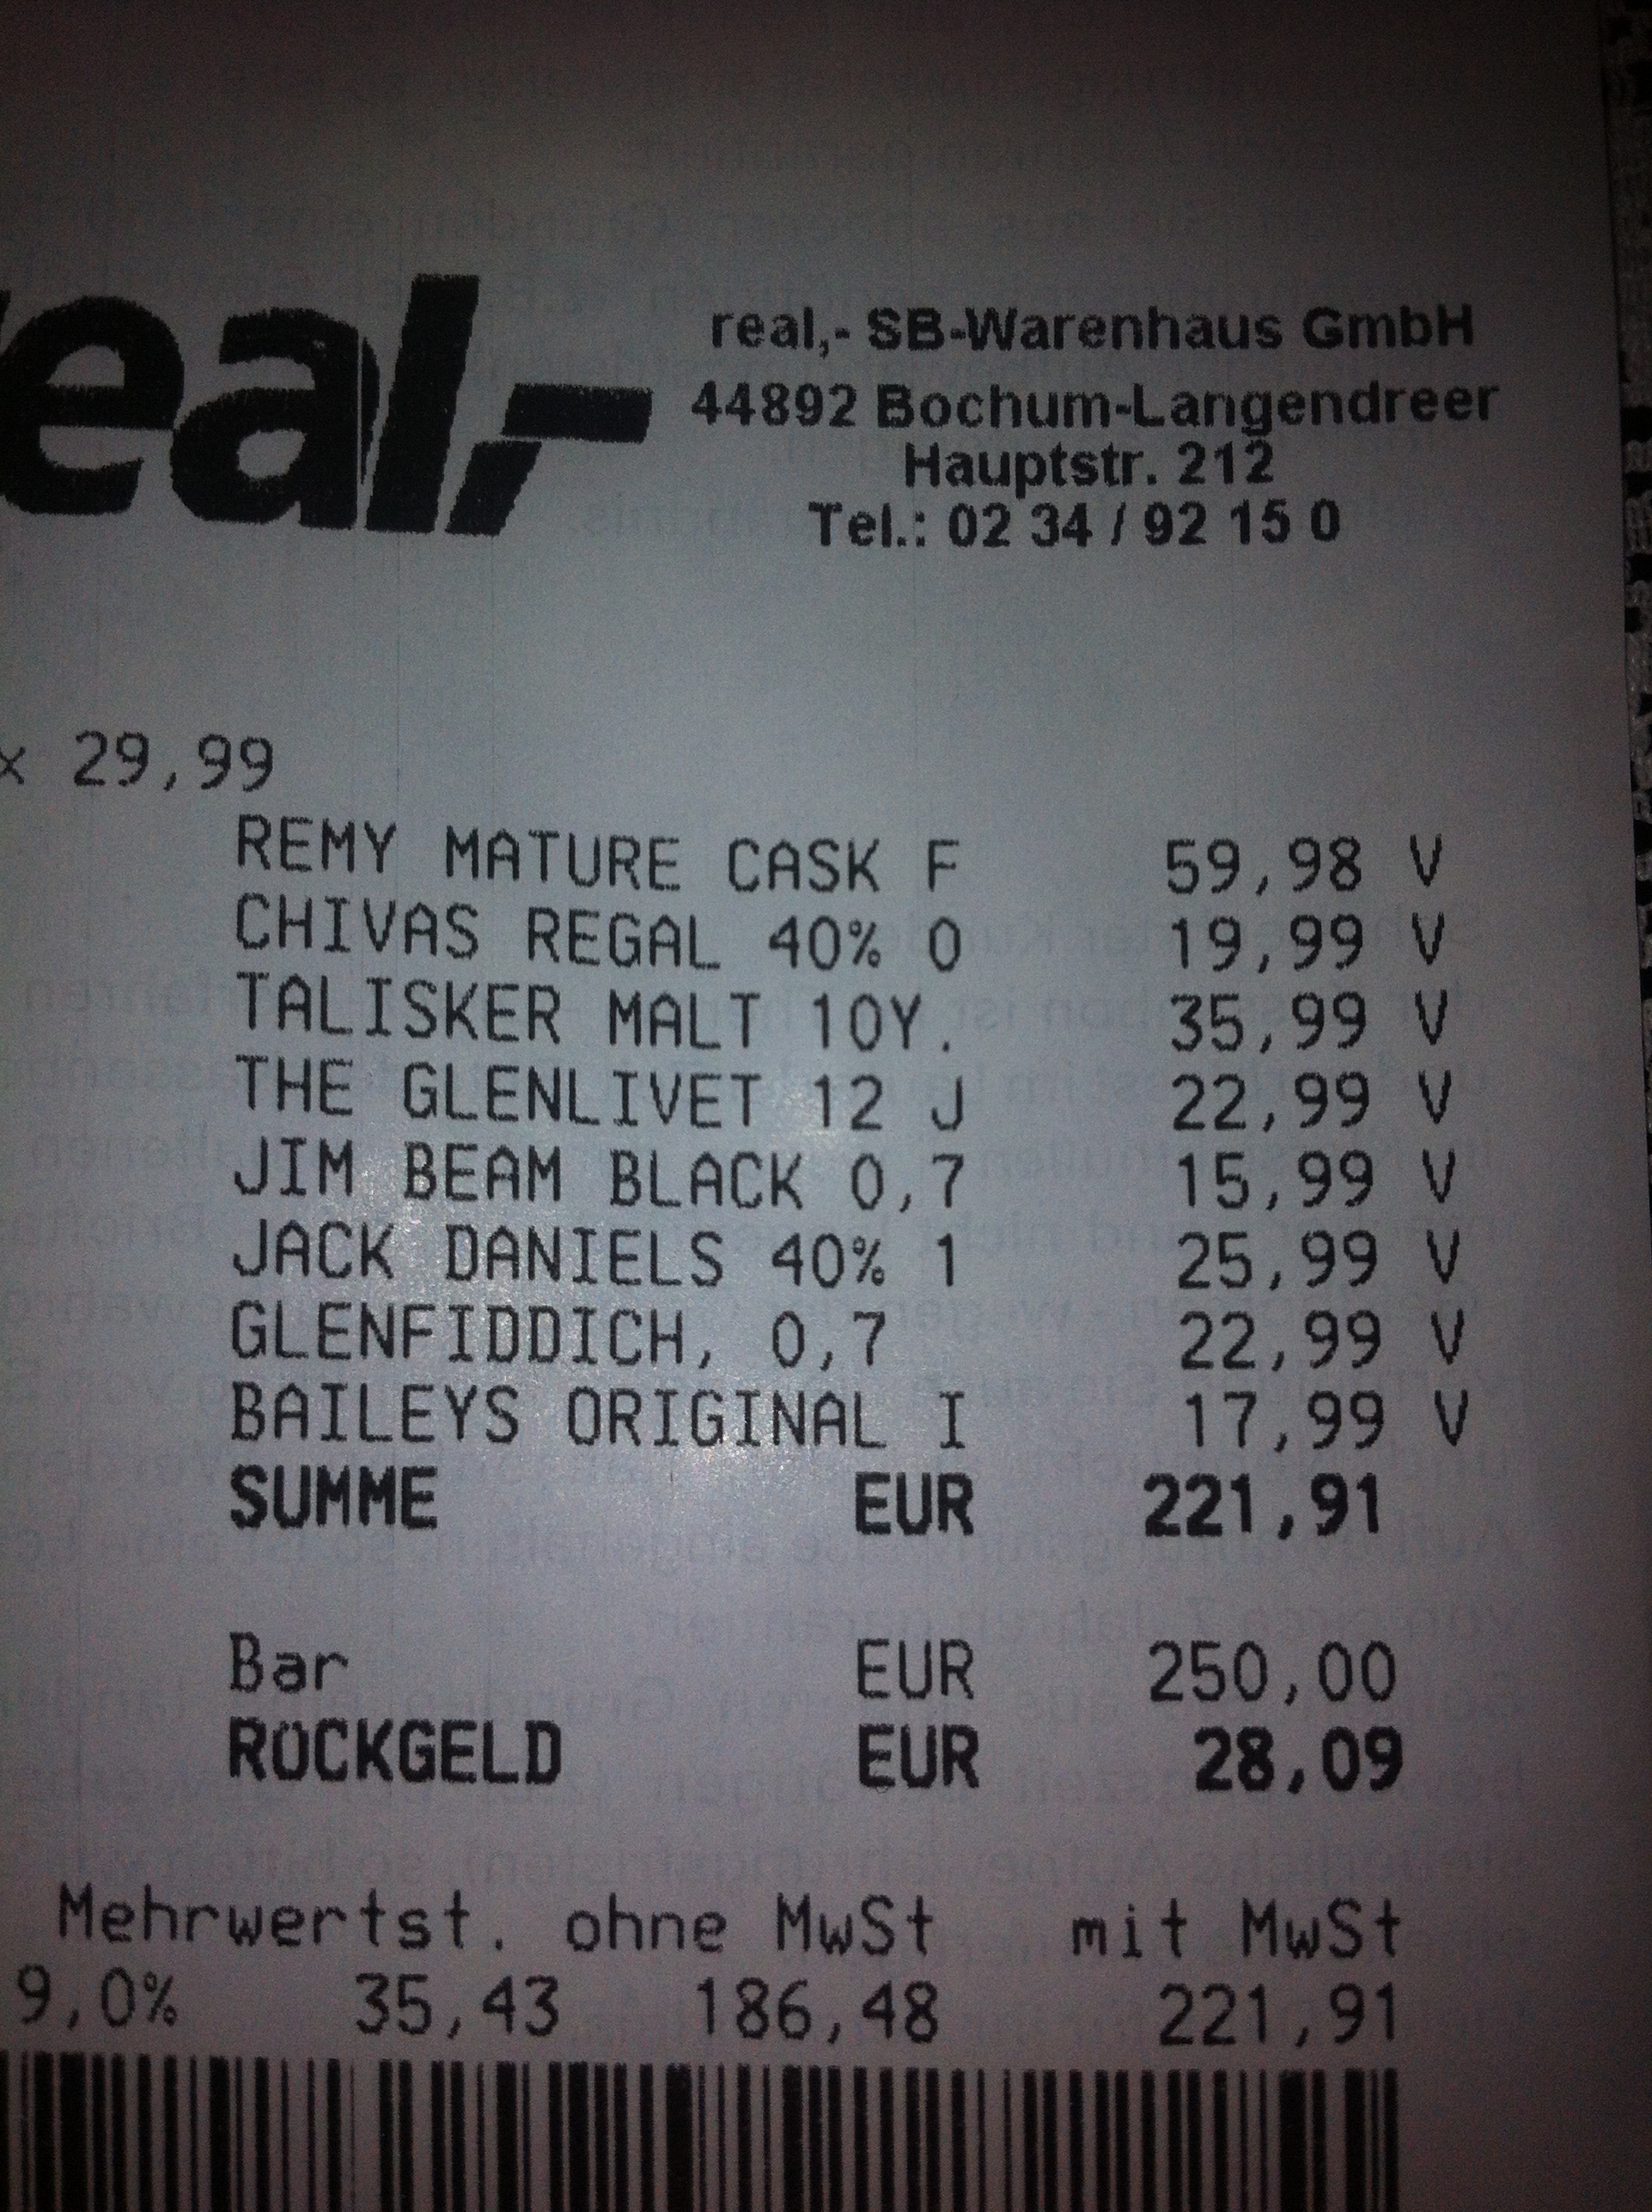 real,-
real,- SB-Warenhaus GmbH
44892 Bochum-Langendreer
Hauptstr. 212
Tel.: 02 34 / 92 15 0
x 29,99
REMY MATURE CASK F 59,98 V
CHIVAS REGAL 40% 0 19,99 V
TALISKER MALT 10Y. 35,99 V
THE GLENLIVET 12 J 22,99 V
JIM BEAM BLACK 0,7 15,99 V
JACK DANIELS 40% 1 25,99 V
GLENFIDDICH, 0,7 22,99 V
BAILEYS ORIGINAL I 17,99 V
SUMME EUR 221,91
Bar EUR 250,00
RÜCKGELD EUR 28,09
Mehrwertst. ohne MwSt mit MwSt
9,0% 35,43 186,48 221,91